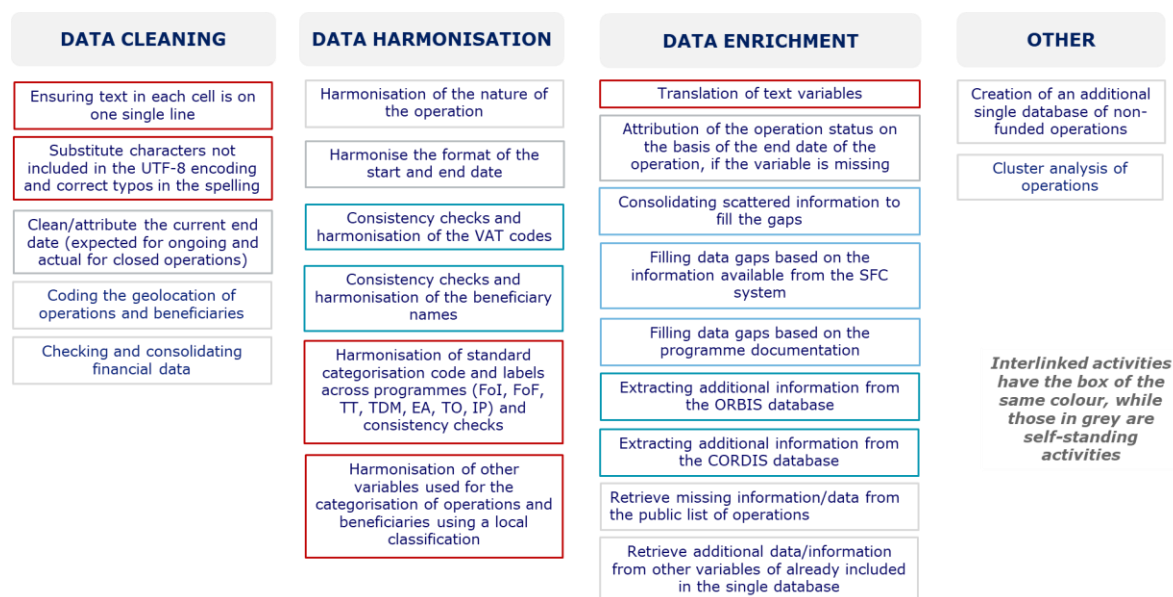 DATA CLEANING
Ensuring text in each cell is on
one single line
Substitute characters not
included in the UTF-8 encoding
and correct typos in the spelling
Clean/attribute the current end
date (expected for ongoing and
actual for closed operations)
Coding the geolocation of
operations and beneficiaries
Checking and consolidating
financial data
DATA HARMONISATION
Harmonisation of the nature of
the operation
Harmonise the format of the
start and end date
Consistency checks and
harmonisation of the VAT codes
Consistency checks and
harmonisation of the beneficiary
names
Harmonisation of standard
categorisation code and labels
across programmes (FoI, FoF,
TT, TDM, EA, TO, IP) and
consistency checks
Harmonisation of other
variables used for the
categorisation of operations and
beneficiaries using a local
classification
DATA ENRICHMENT
Translation of text variables
Attribution of the operation status on
the basis of the end date of the
operation, if the variable is missing
Consolidating scattered information to
fill the gaps
Filling data gaps based on the
information available from the SFC
system
Filling data gaps based on the
programme documentation
Extracting additional information from
the ORBIS database
Extracting additional information from
the CORDIS database
Retrieve missing information/data from
the public list of operations
Retrieve additional data/information
from other variables of already included
in the single database
OTHER
Creation of an additional
single database of non-
funded operations
Cluster analysis of
operations
Interlinked activities
have the box of the
same colour, while
those in grey are
self-standing
activities